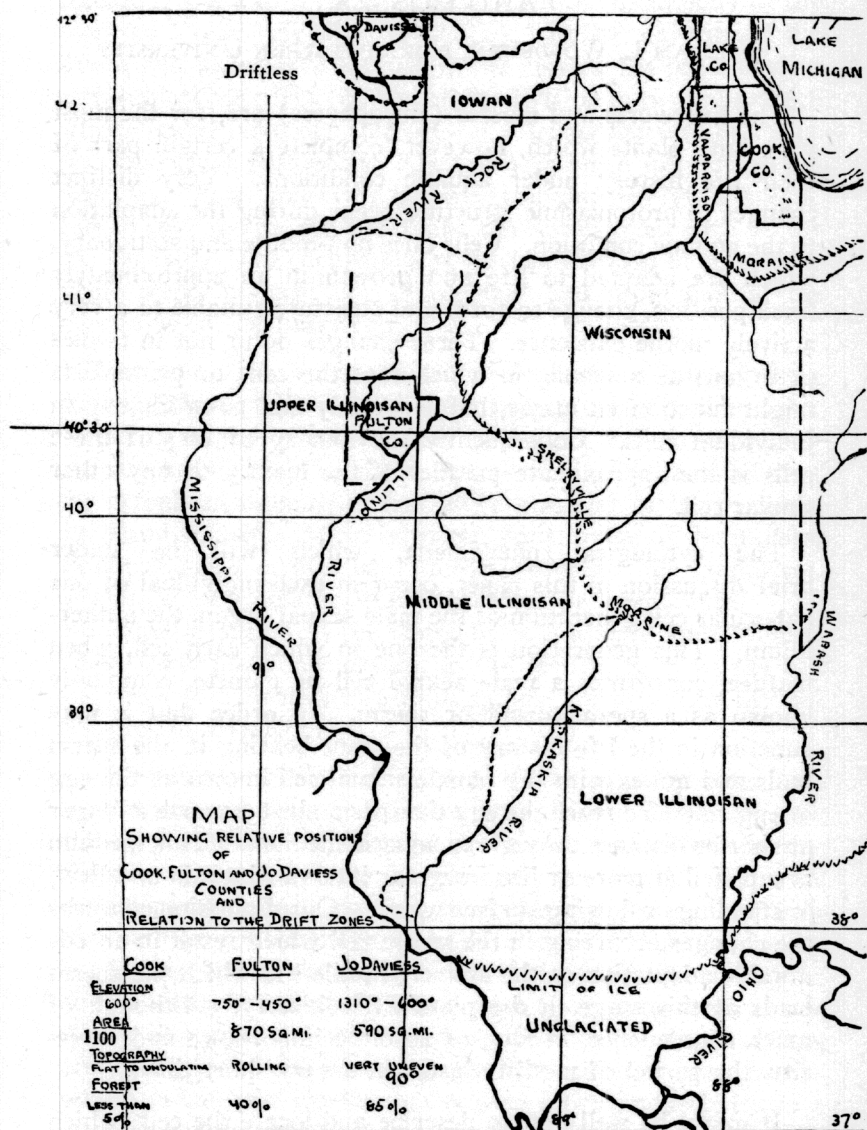 42°30'
JO DAVIESS
CO.
LAKE
CO.
LAKE
MICHIGAN
Driftless
IOWAN
42°
COOK
CO.
VALPARAISO
ROCK
RIVER
MORAINE
41°
WISCONSIN
UPPER ILLINOISAN
FULTON
CO.
40°30'
SHELBYVILLE
ILLINOIS
40°
MISSISSIPPI
RIVER
RIVER
MIDDLE ILLINOISAN
MORAINE
WABASH
91°
39°
KASKASKIA
RIVER
RIVER.
LOWER ILLINOISAN
MAP
SHOWING RELATIVE POSITIONS
OF
COOK, FULTON AND JO DAVIESS
COUNTIES
AND
RELATION TO THE DRIFT ZONES
38°
COOK FULTON JO DAVIESS
LIMIT OF ICE
OHIO
ELEVATION
600° 750°-450° 1310°-600°
UNGLACIATED
AREA
1100 870 SQ.MI. 590 SQ.MI.
RIVER
TOPOGRAPHY
FLAT TO UNDULATING ROLLING VERY UNEVEN
90°
88°
FOREST
LESS THAN
50% 40% 85%
89°
37°